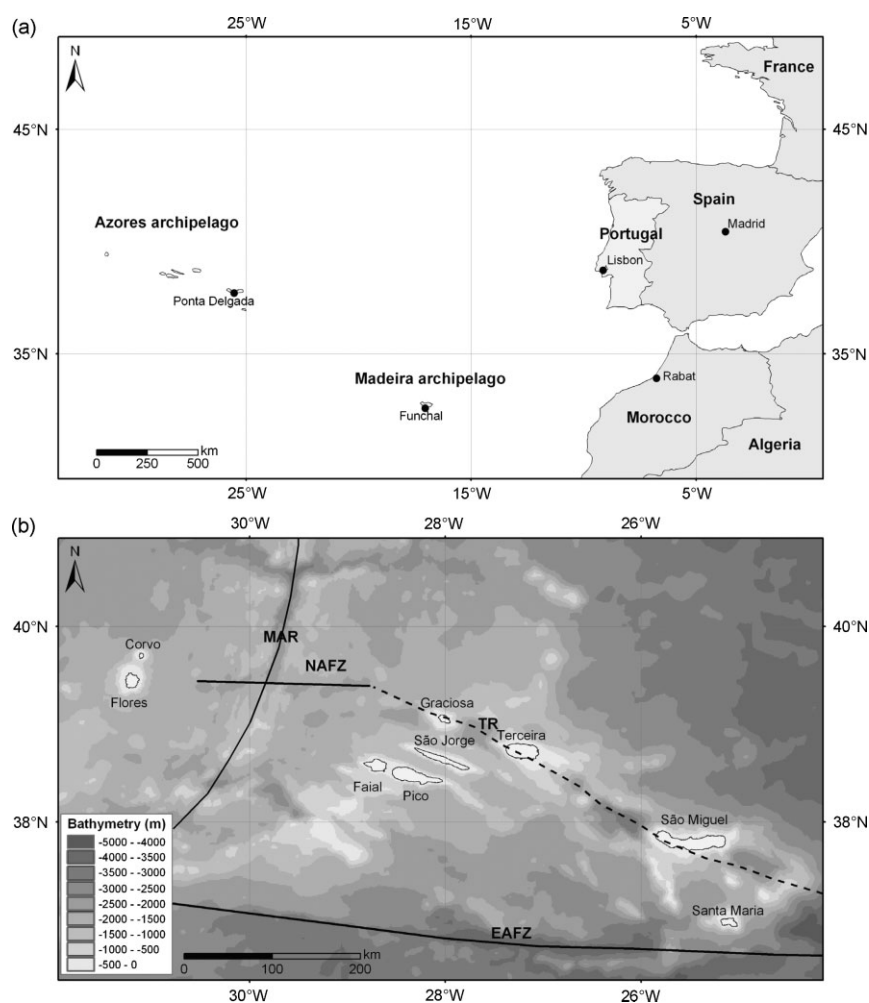 (a)
25°W 15°W 5°W
N
France
45°N 45°N
Spain
Azores archipelago
Madrid
Portugal
Lisbon
Ponta Delgada
35°N 35°N
Madeira archipelago
Rabat
Funchal
Morocco
km
Algeria
0 250 500
25°W 15°W 5°W
(b)
30°W 28°W 26°W
N
40°N 40°N
MAR
Corvo
NAFZ
Flores
Graciosa
TR
Terceira
São Jorge
Faial
Pico
38°N 38°N
São Miguel
Bathymetry (m)
-5000 - -4000
-4000 - -3500
-3500 - -3000
-3000 - -2500
-2500 - -2000
-2000 - -1500
-1500 - -1000
-1000 - -500
-500 - 0
Santa Maria
EAFZ
km
0 100 200
30°W 28°W 26°W